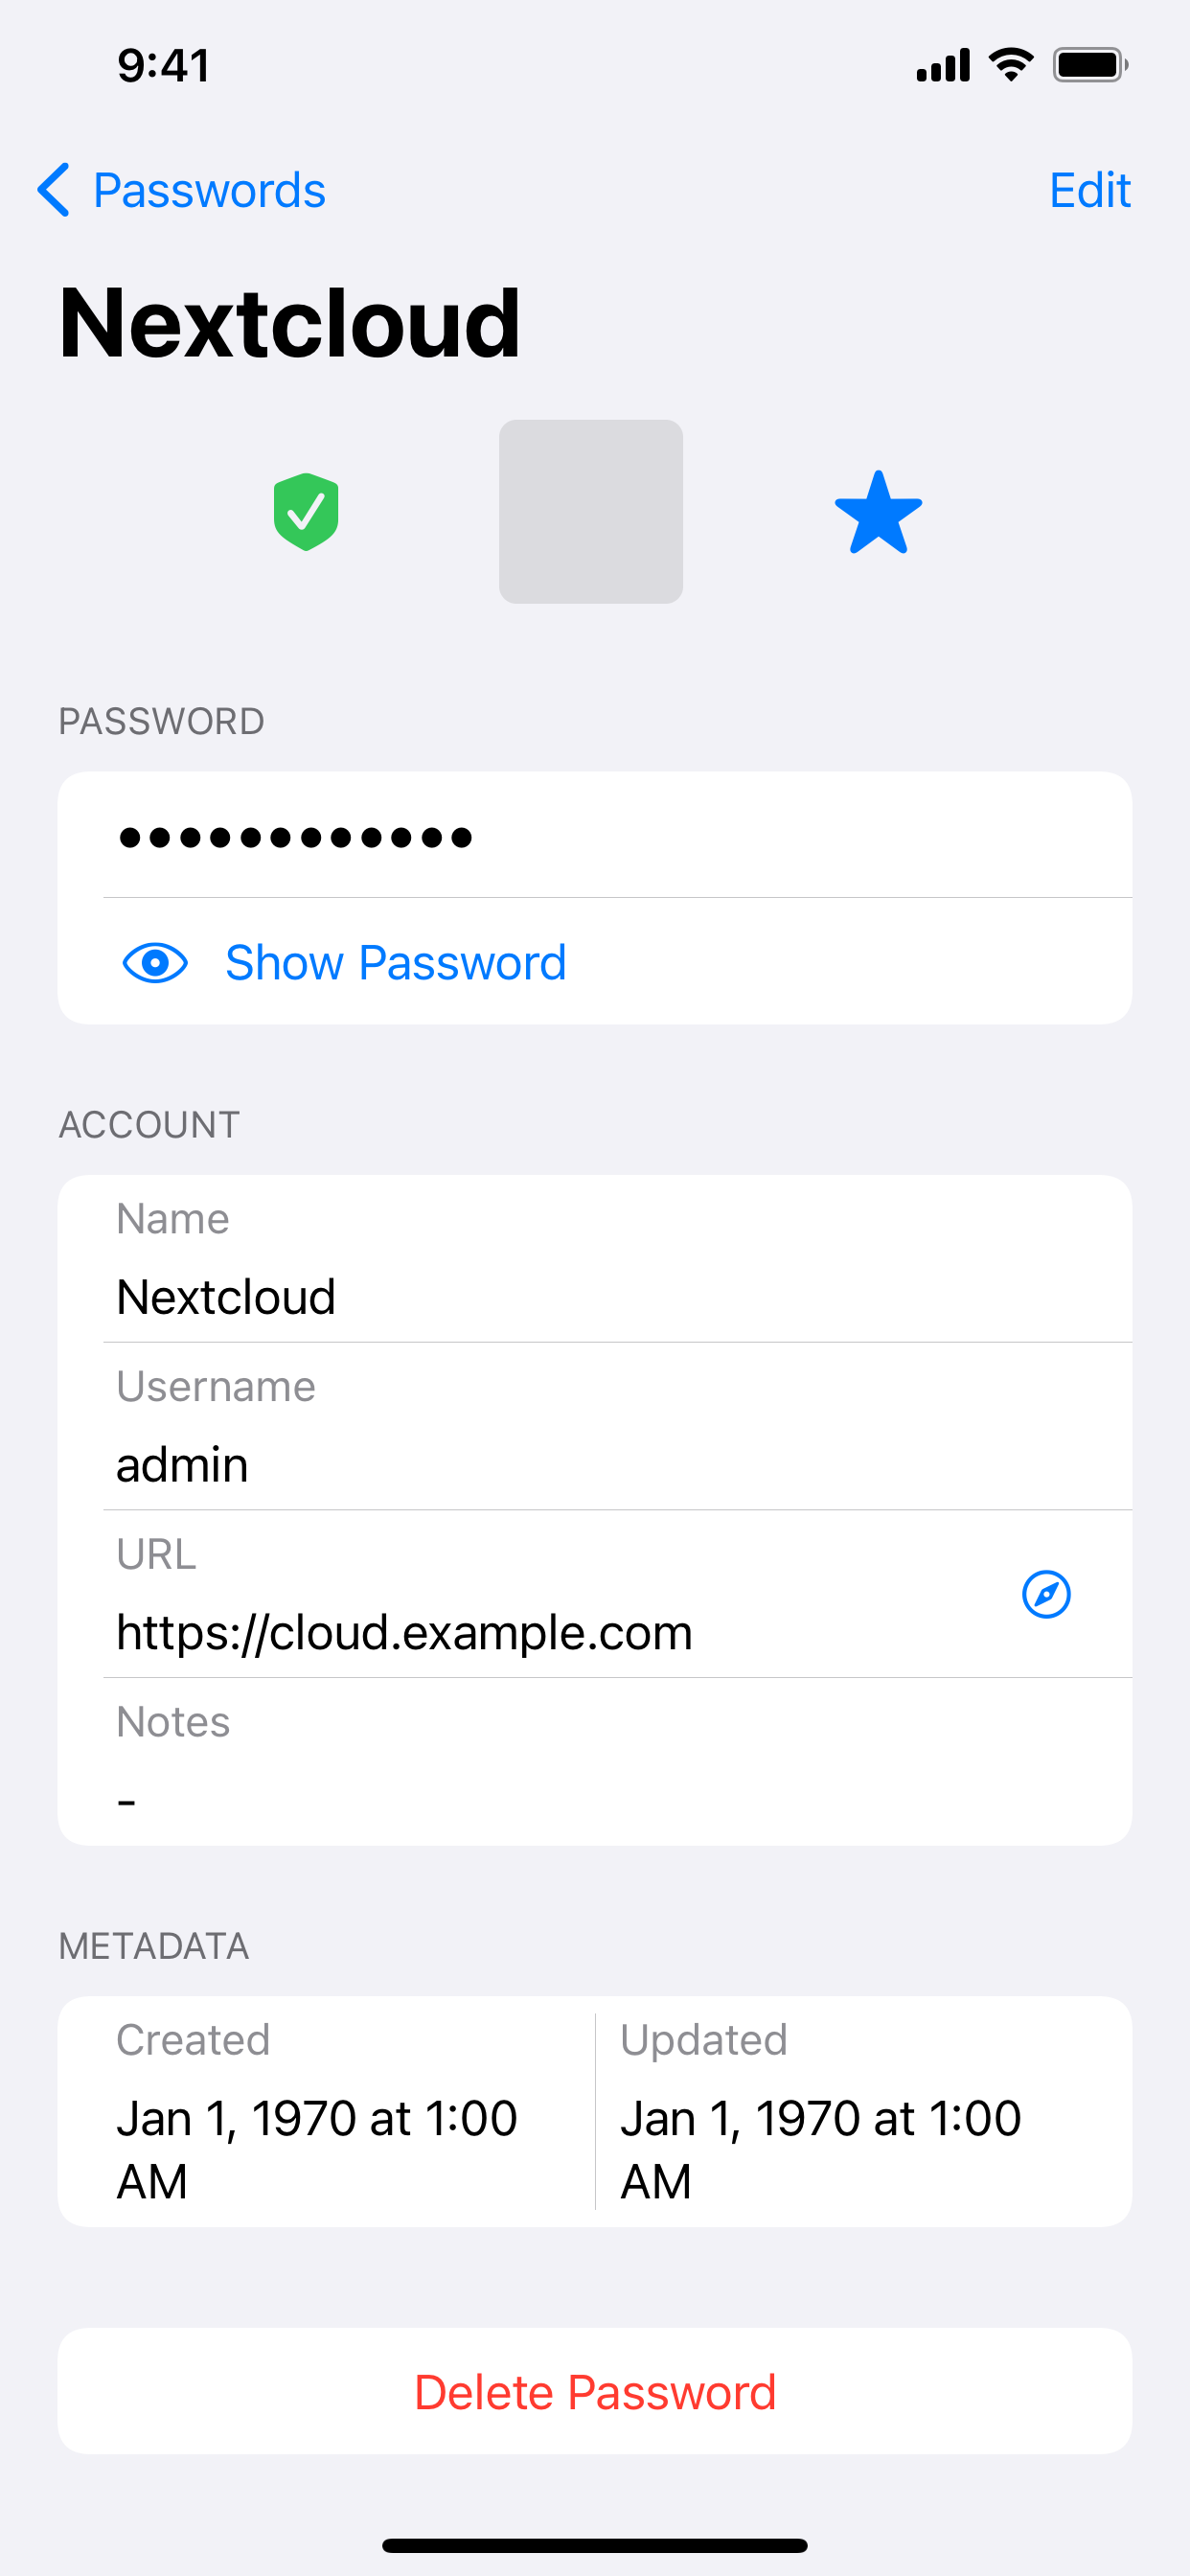 9:41
Passwords
Edit
Nextcloud
PASSWORD
••••••••••••
Show Password
ACCOUNT
Name
Nextcloud
Username
admin
URL
https://cloud.example.com
Notes
-
METADATA
Created
Jan 1, 1970 at 1:00
AM
Updated
Jan 1, 1970 at 1:00
AM
Delete Password